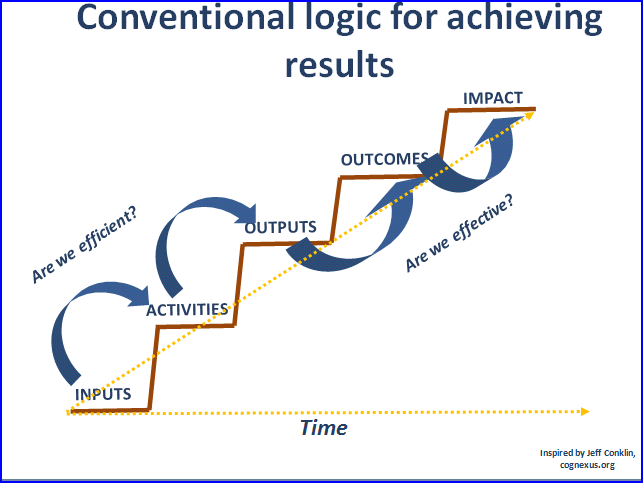 Conventional logic for achieving
results
IMPACT
OUTCOMES
Are we efficient?
OUTPUTS
Are we effective?
ACTIVITIES
INPUTS
Time
Inspired by Jeff Conklin,
cognexus.org